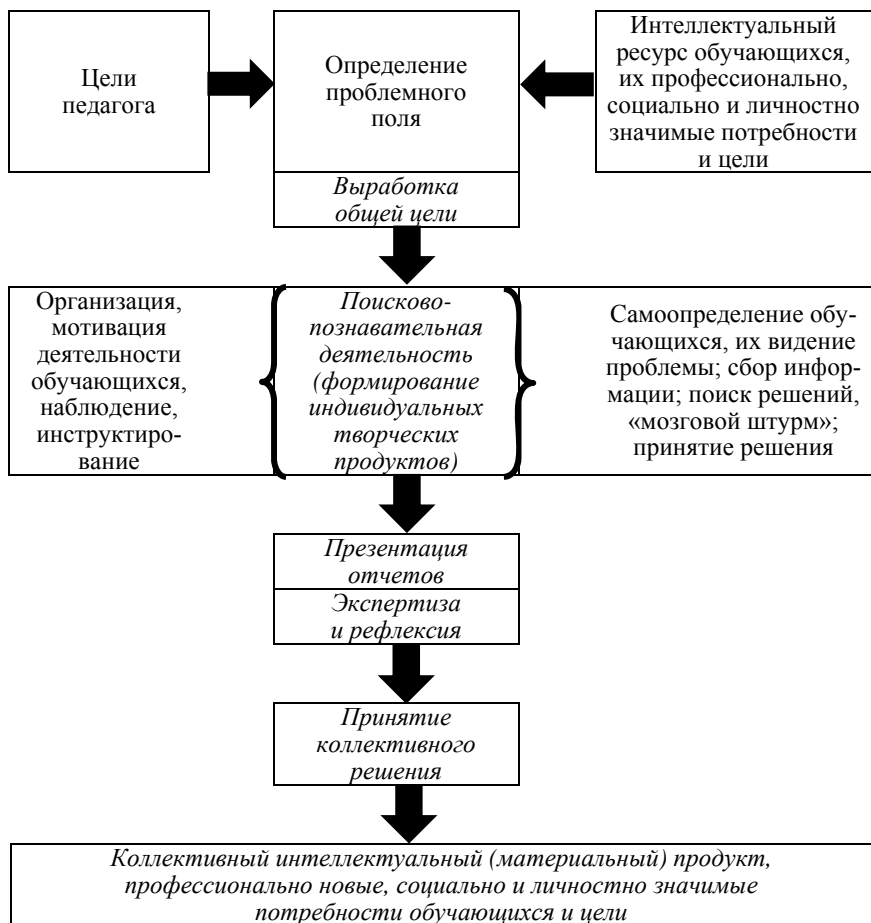 Цели
педагога
Определение
проблемного
поля
Интеллектуальный
ресурс обучающихся,
их профессионально,
социально и личностно
значимые потребности
и цели
Выработка
общей цели
Организация,
мотивация
деятельности
обучающихся,
наблюдение,
инструктиро-
вание
Поисково-
познавательная
деятельность
(формирование
индивидуальных
творческих
продуктов)
Самоопределение обу-
чающихся, их видение
проблемы; сбор инфор-
мации; поиск решений,
«мозговой штурм»;
принятие решения
Презентация
отчетов
Экспертиза
и рефлексия
Принятие
коллективного
решения
Коллективный интеллектуальный (материальный) продукт,
профессионально новые, социально и личностно значимые
потребности обучающихся и цели